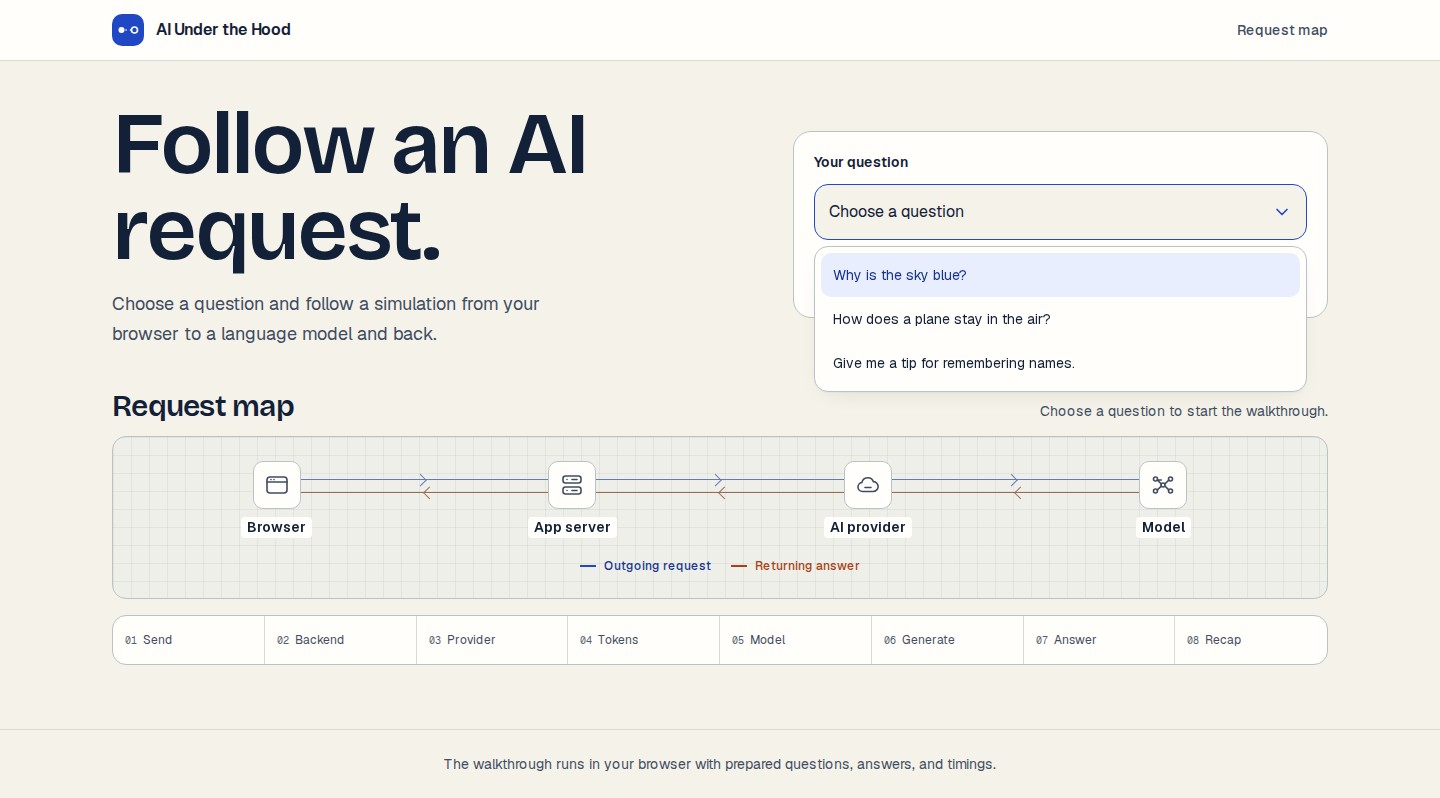 AI Under the Hood
Request map
Follow an AI
request.
Choose a question and follow a simulation from your
browser to a language model and back.
Your question
Choose a question
Why is the sky blue?
How does a plane stay in the air?
Give me a tip for remembering names.
Request map
Choose a question to start the walkthrough.
Browser
App server
AI provider
Model
Outgoing request
Returning answer
01 Send
02 Backend
03 Provider
04 Tokens
05 Model
06 Generate
07 Answer
08 Recap
The walkthrough runs in your browser with prepared questions, answers, and timings.